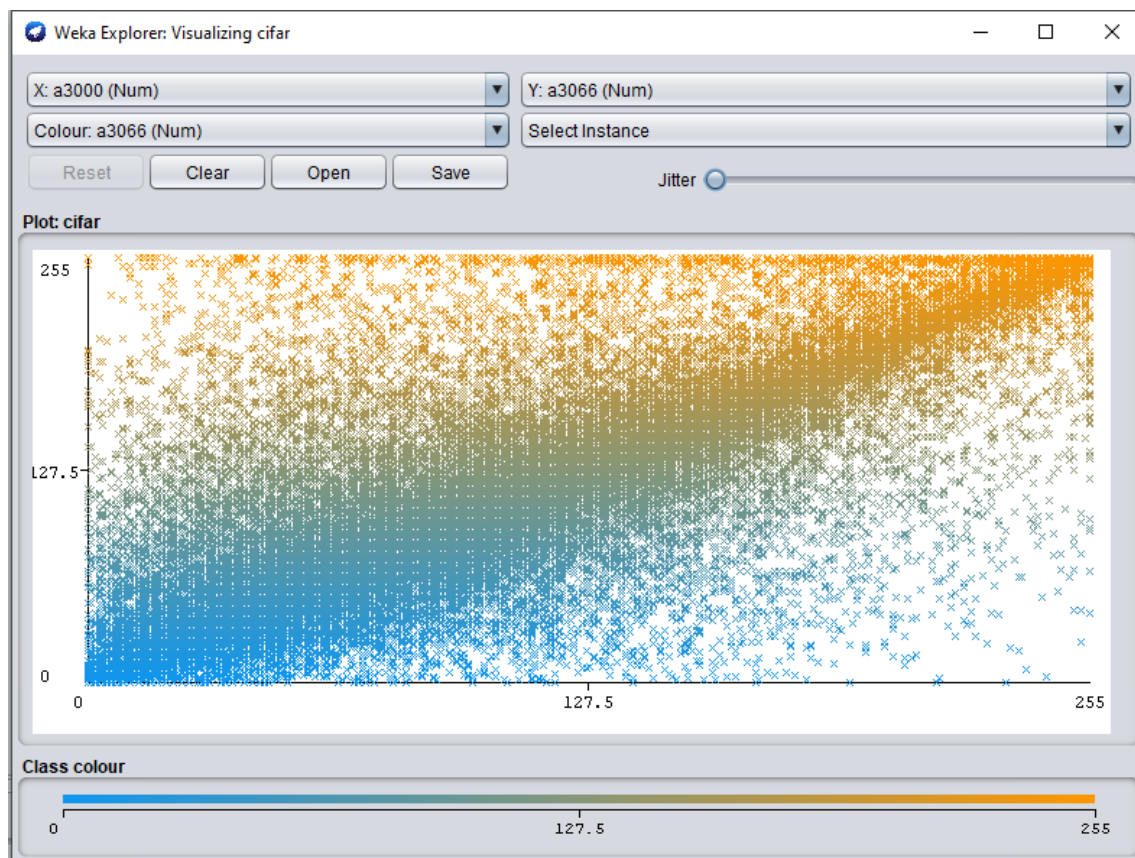 Weka Explorer: Visualizing cifar
X: a3000 (Num) Y: a3066 (Num)
Colour: a3066 (Num) Select Instance
Reset Clear Open Save Jitter
Plot: cifar
255
127.5
0
0 127.5 255
Class colour
0 127.5 255